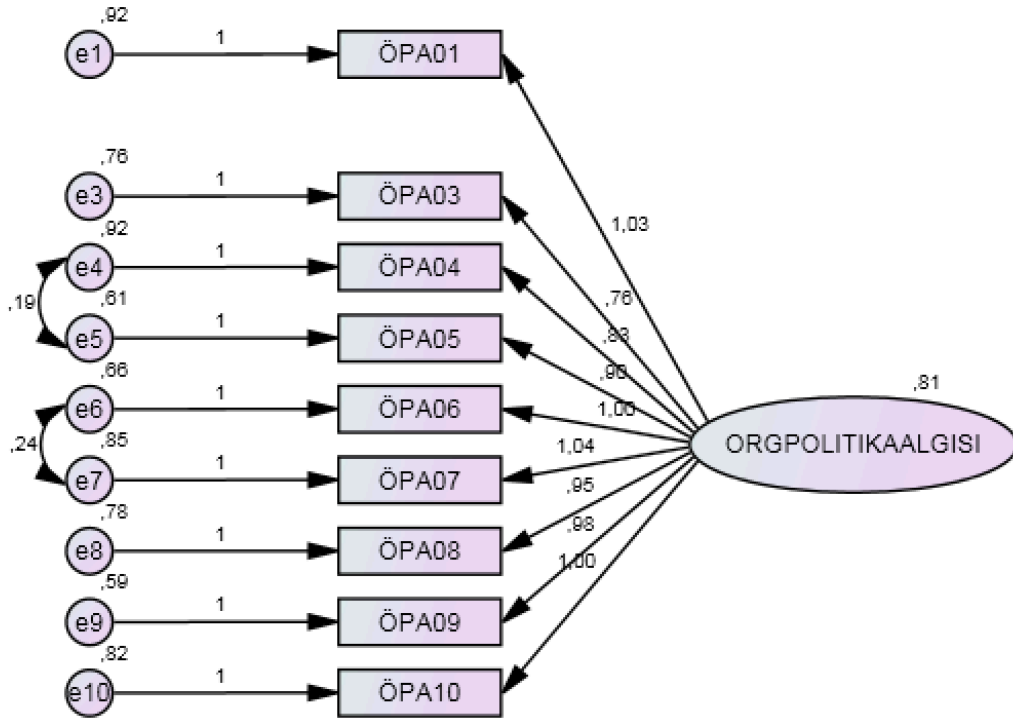 ,92
e1
1
ÖPA01
,76
e3
1
ÖPA03
,92
e4
1
ÖPA04
,19
,61
e5
1
ÖPA05
,66
e6
1
ÖPA06
,24
,85
e7
1
ÖPA07
,78
e8
1
ÖPA08
,59
e9
1
ÖPA09
,82
e10
1
ÖPA10
1,03
,76
,83
,90
1,00
1,04
,95
,98
1,00
,81
ORGPOLITIKAALGISI